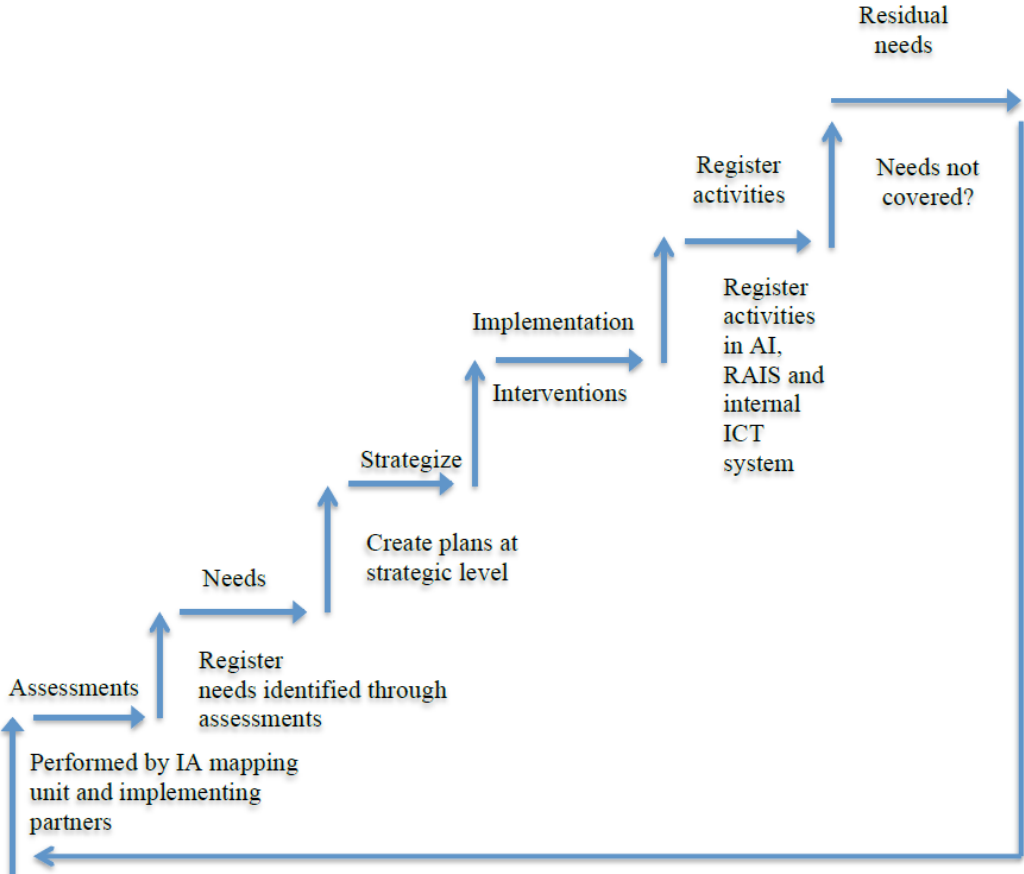 Residual
needs
Needs not
covered?
Register
activities
Register
activities
in AI,
RAIS and
internal
ICT
system
Implementation
Interventions
Strategize
Create plans at
strategic level
Needs
Register
needs identified through
assessments
Assessments
Performed by IA mapping
unit and implementing
partners